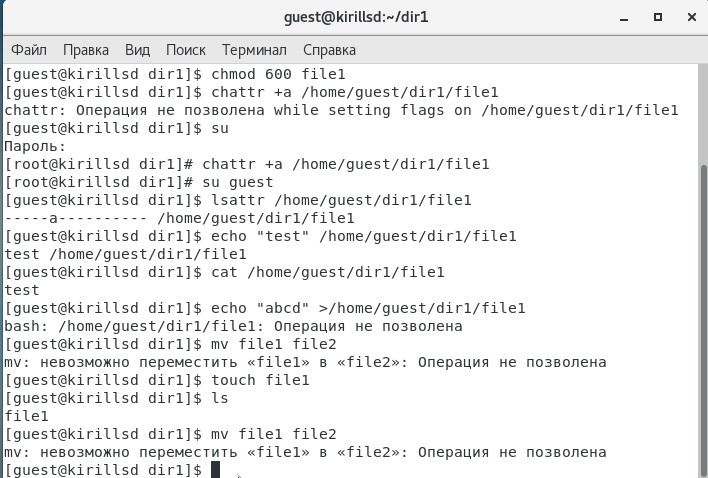 guest@kirillsd:~/dir1
Файл Правка Вид Поиск Терминал Справка
[guest@kirillsd dir1]$ chmod 600 file1
[guest@kirillsd dir1]$ chattr +a /home/guest/dir1/file1
chattr: Операция не позволена while setting flags on /home/guest/dir1/file1
[guest@kirillsd dir1]$ su
Пароль:
[root@kirillsd dir1]# chattr +a /home/guest/dir1/file1
[root@kirillsd dir1]# su guest
[guest@kirillsd dir1]$ lsattr /home/guest/dir1/file1
-----a---------- /home/guest/dir1/file1
[guest@kirillsd dir1]$ echo "test" /home/guest/dir1/file1
test /home/guest/dir1/file1
[guest@kirillsd dir1]$ cat /home/guest/dir1/file1
test
[guest@kirillsd dir1]$ echo "abcd" >/home/guest/dir1/file1
bash: /home/guest/dir1/file1: Операция не позволена
[guest@kirillsd dir1]$ mv file1 file2
mv: невозможно переместить «file1» в «file2»: Операция не позволена
[guest@kirillsd dir1]$ touch file1
[guest@kirillsd dir1]$ ls
file1
[guest@kirillsd dir1]$ mv file1 file2
mv: невозможно переместить «file1» в «file2»: Операция не позволена
[guest@kirillsd dir1]$